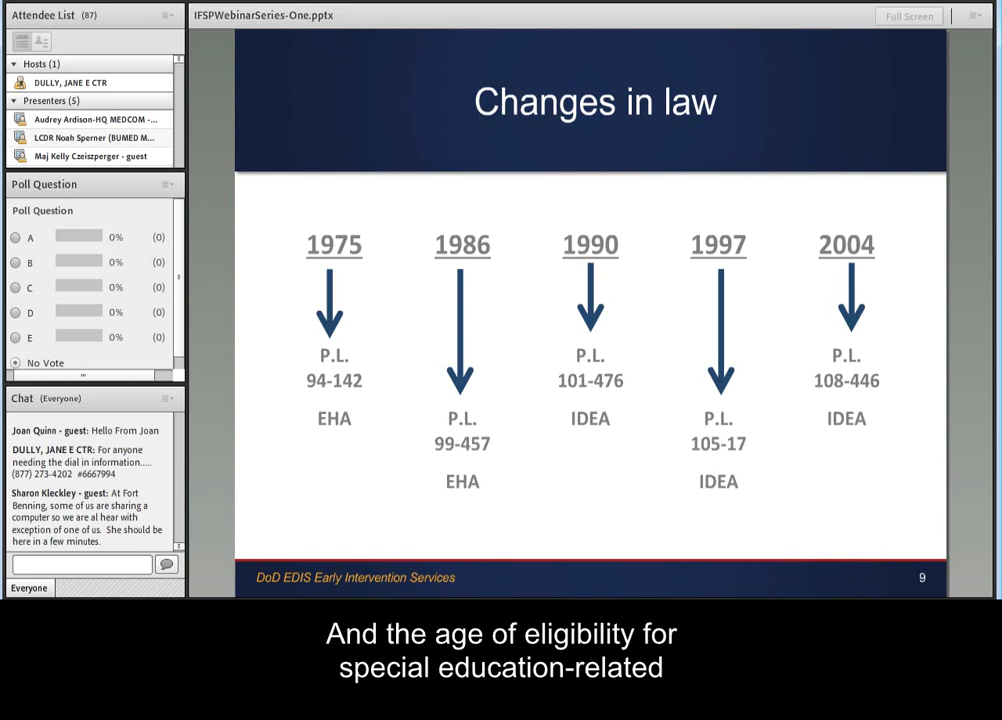 Attendee List (87)
Hosts (1)
DULLY, JANE E CTR
Presenters (5)
Audrey Ardison-HQ MEDCOM -...
LCDR Noah Sperner (BUMED M...
Maj Kelly Czeiszperger - guest
Poll Question
Poll Question
A 0% (0)
B 0% (0)
C 0% (0)
D 0% (0)
E 0% (0)
No Vote
Chat (Everyone)
Joan Quinn - guest: Hello From Joan
DULLY, JANE E CTR: For anyone
needing the dial in information.....
(877) 273-4202 #6667994
Sharon Kleckley - guest: At Fort
Benning, some of us are sharing a
computer so we are al hear with
exception of one of us. She should be
here in a few minutes.
Everyone
IFSPWebinarSeries-One.pptx
Full Screen
Changes in law
1975 1986 1990 1997 2004
P.L.
94-142
EHA
P.L.
99-457
EHA
P.L.
101-476
IDEA
P.L.
105-17
IDEA
P.L.
108-446
IDEA
DoD EDIS Early Intervention Services
9
And the age of eligibility for
special education-related